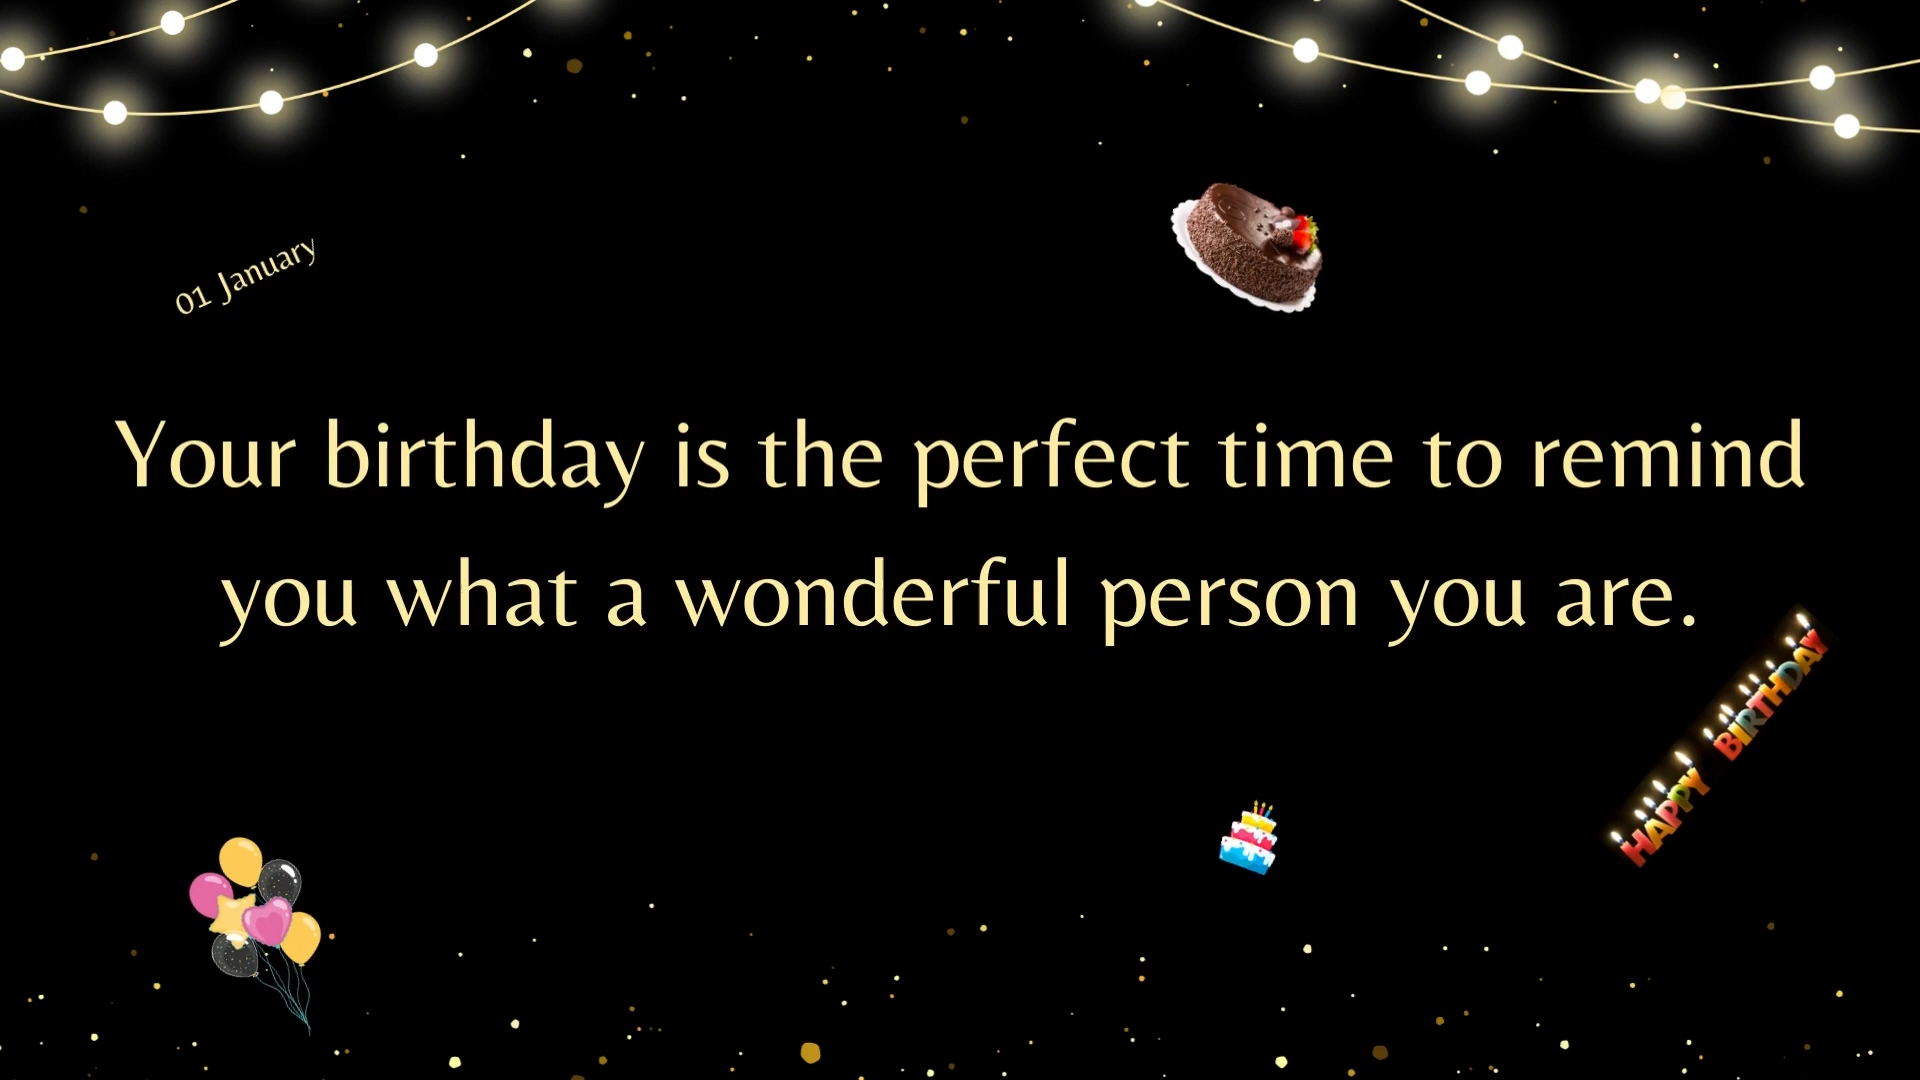 01 January
Your birthday is the perfect time to remind
you what a wonderful person you are.
HAPPY BIRTHDAY